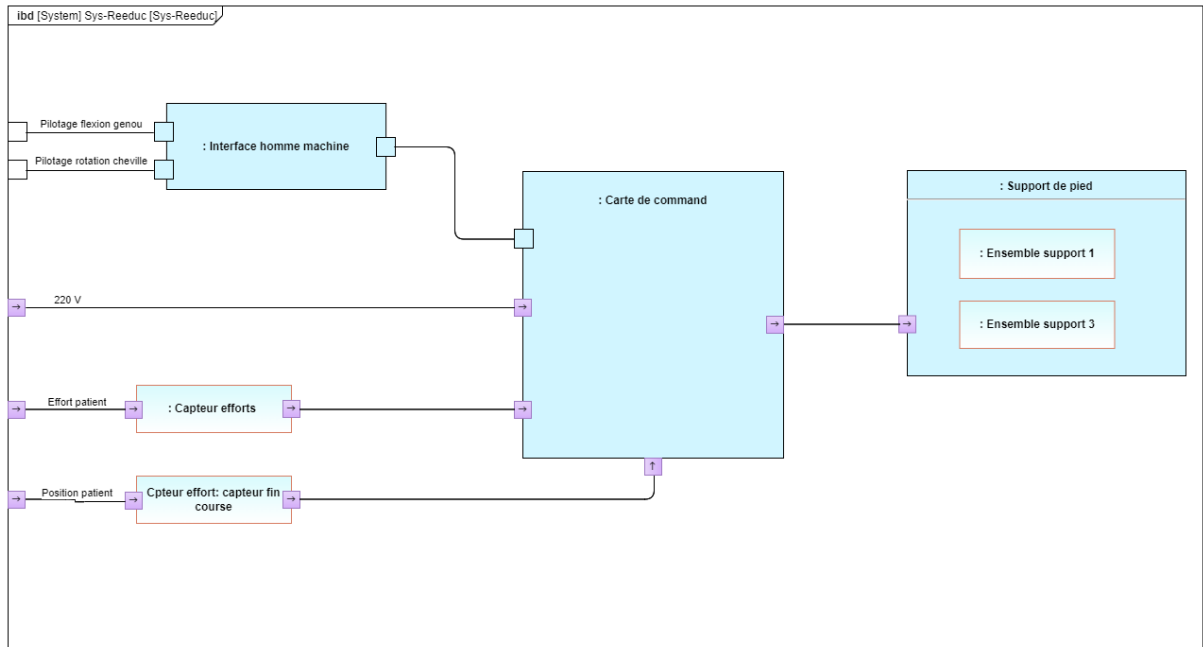 ibd [System] Sys-Reeduc [Sys-Reeduc]
Pilotage flexion genou
Pilotage rotation cheville
: Interface homme machine
: Carte de command
: Support de pied
: Ensemble support 1
: Ensemble support 3
220 V
Effort patient
: Capteur efforts
Position patient
Cpteur effort: capteur fin
course